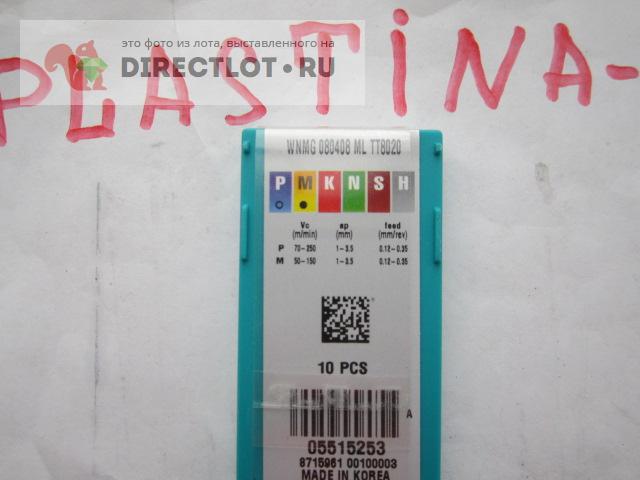 это фото из лота, выставленного на
DIRECTLOT.RU
PLASTINA-
WNMG 080408 ML TT8020
P M K N S H
Vc ap feed
(m/min) (mm) (mm/rev)
P 70-250 1-3.5 0.12-0.35
M 50-150 1-3.5 0.12-0.35
10 PCS
A
05515253
8715961 00100003
MADE IN KOREA